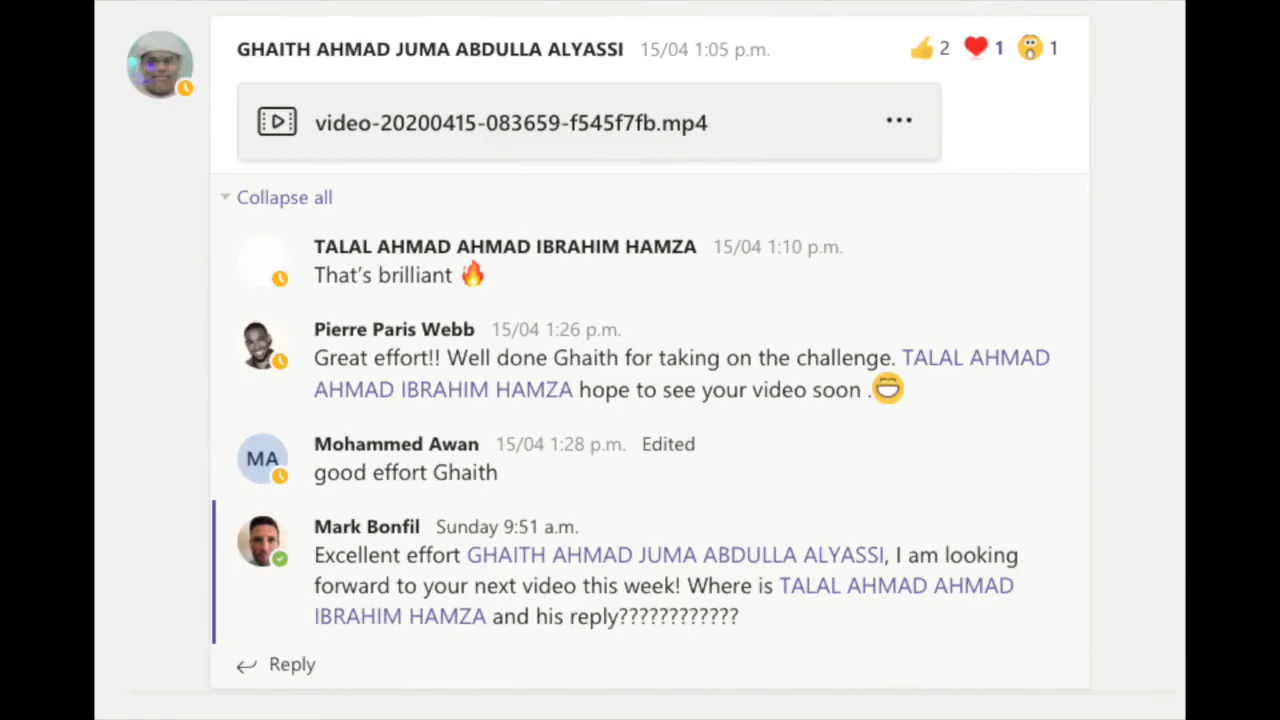 GHAITH AHMAD JUMA ABDULLA ALYASSI 15/04 1:05 p.m. 2 1 1
video-20200415-083659-f545f7fb.mp4
Collapse all
TALAL AHMAD AHMAD IBRAHIM HAMZA 15/04 1:10 p.m.
That's brilliant 🔥
Pierre Paris Webb 15/04 1:26 p.m.
Great effort!! Well done Ghaith for taking on the challenge. TALAL AHMAD
AHMAD IBRAHIM HAMZA hope to see your video soon .😁
MA
Mohammed Awan 15/04 1:28 p.m. Edited
good effort Ghaith
Mark Bonfil Sunday 9:51 a.m.
Excellent effort GHAITH AHMAD JUMA ABDULLA ALYASSI, I am looking
forward to your next video this week! Where is TALAL AHMAD AHMAD
IBRAHIM HAMZA and his reply????????????
Reply